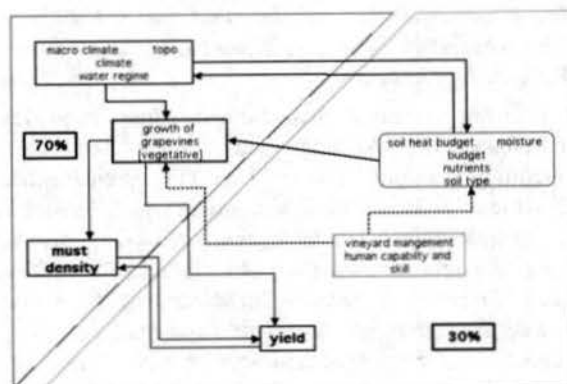 macro climate topo
climate
water regime
70%
growth of
grapevines
[vegetative]
soil heat budget. moisture
budget
nutrients
soil type
vineyard mangement
human capability and
skill
must
density
yield
30%